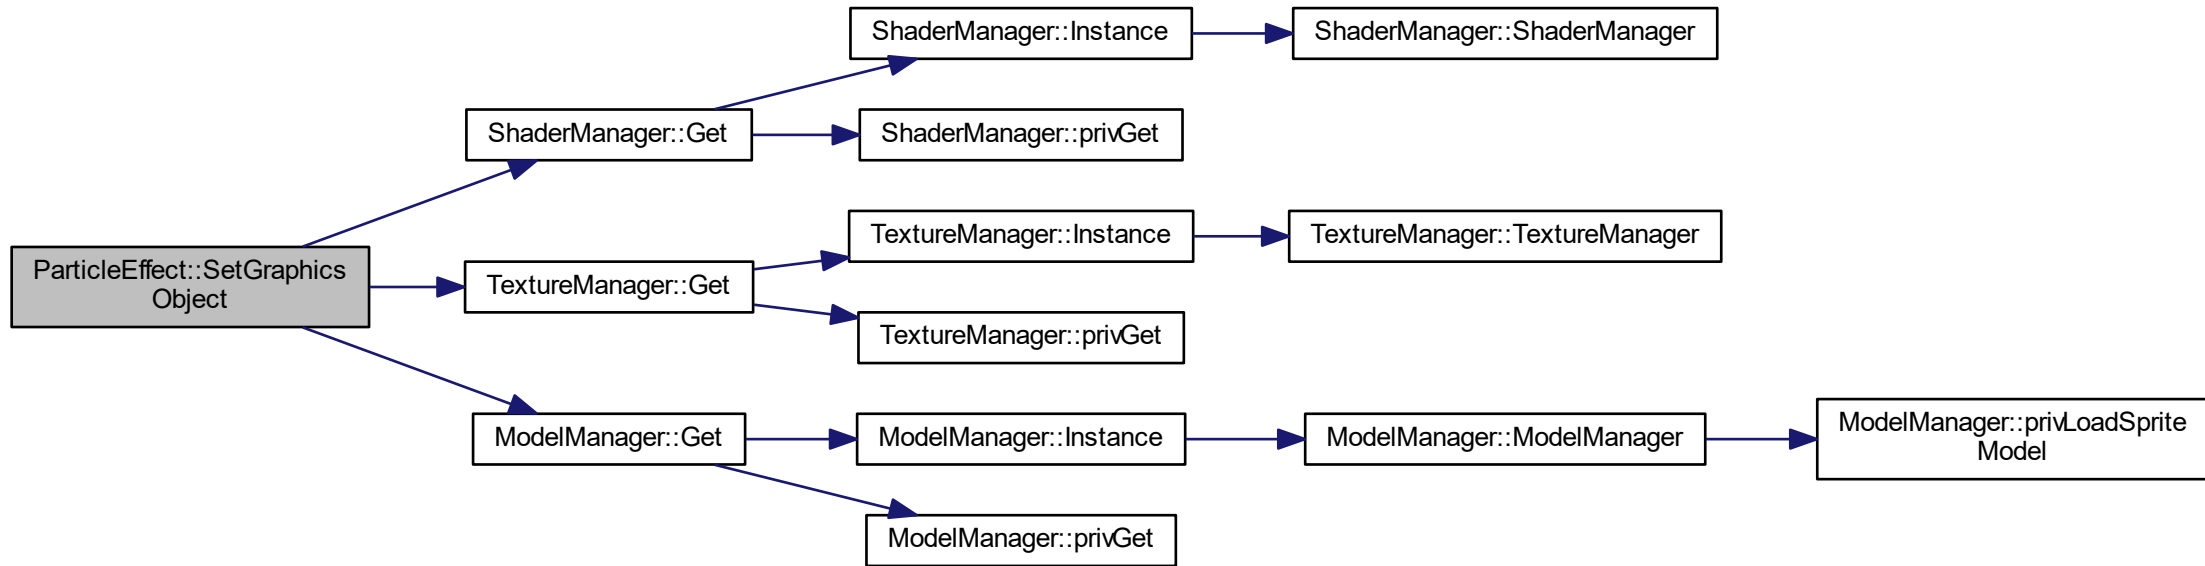 ShaderManager::Instance
ShaderManager::ShaderManager
ShaderManager::Get
ShaderManager::privGet
TextureManager::Instance
TextureManager::TextureManager
ParticleEffect::SetGraphics
Object
TextureManager::Get
TextureManager::privGet
ModelManager::Get
ModelManager::Instance
ModelManager::ModelManager
ModelManager::privLoadSprite
Model
ModelManager::privGet